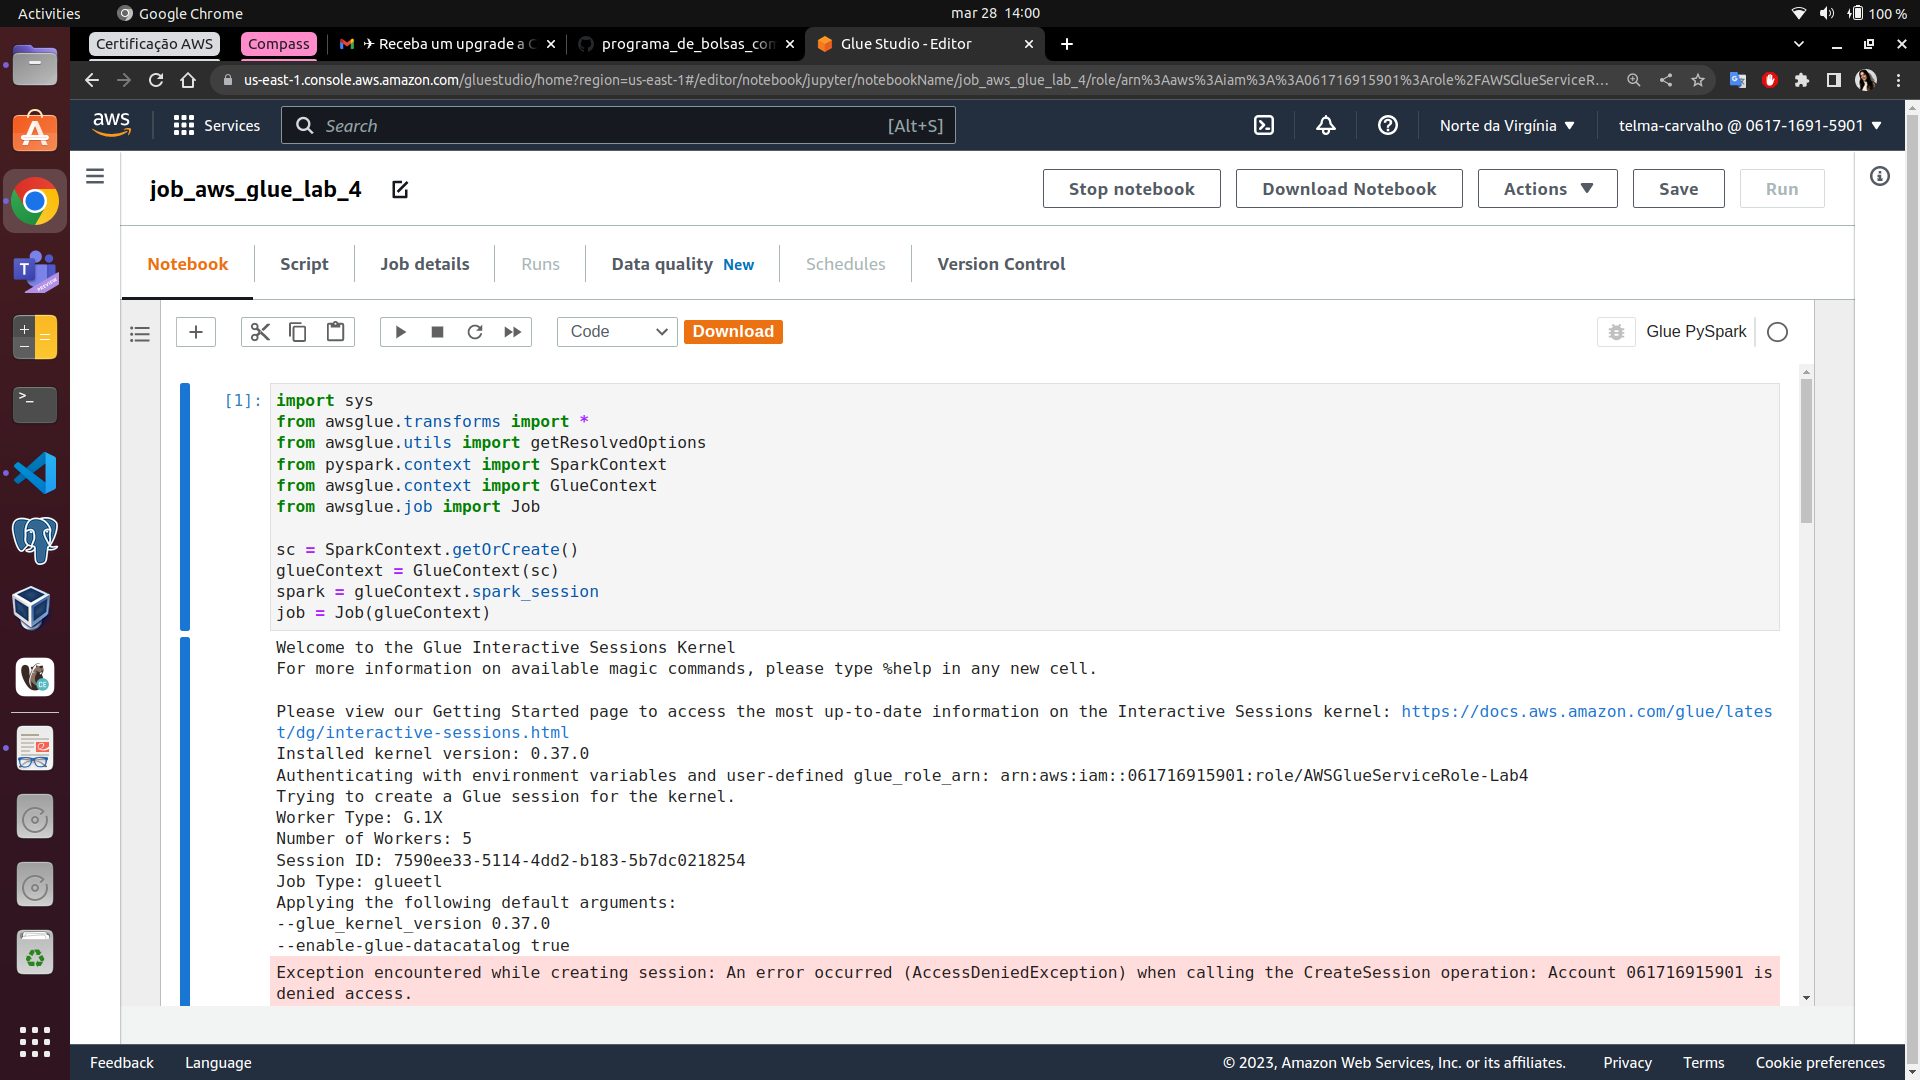 Activities
Google Chrome
mar 28 14:00
100 %
Certificação AWS
Compass
✈ Receba um upgrade a C
programa_de_bolsas_com
Glue Studio - Editor
us-east-1.console.aws.amazon.com/gluestudio/home?region=us-east-1#/editor/notebook/jupyter/notebookName/job_aws_glue_lab_4/role/arn%3Aaws%3Aiam%3A%3A061716915901%3Arole%2FAWSGlueServiceR...
aws
Services
Search
[Alt+S]
Norte da Virgínia
telma-carvalho @ 0617-1691-5901
job_aws_glue_lab_4
Stop notebook
Download Notebook
Actions
Save
Run
Notebook
Script
Job details
Runs
Data quality New
Schedules
Version Control
Code
Download
Glue PySpark
[1]:
import sys
from awsglue.transforms import *
from awsglue.utils import getResolvedOptions
from pyspark.context import SparkContext
from awsglue.context import GlueContext
from awsglue.job import Job
sc = SparkContext.getOrCreate()
glueContext = GlueContext(sc)
spark = glueContext.spark_session
job = Job(glueContext)
Welcome to the Glue Interactive Sessions Kernel
For more information on available magic commands, please type %help in any new cell.
Please view our Getting Started page to access the most up-to-date information on the Interactive Sessions kernel: https://docs.aws.amazon.com/glue/lates
t/dg/interactive-sessions.html
Installed kernel version: 0.37.0
Authenticating with environment variables and user-defined glue_role_arn: arn:aws:iam::061716915901:role/AWSGlueServiceRole-Lab4
Trying to create a Glue session for the kernel.
Worker Type: G.1X
Number of Workers: 5
Session ID: 7590ee33-5114-4dd2-b183-5b7dc0218254
Job Type: glueetl
Applying the following default arguments:
--glue_kernel_version 0.37.0
--enable-glue-datacatalog true
Exception encountered while creating session: An error occurred (AccessDeniedException) when calling the CreateSession operation: Account 061716915901 is
denied access.
Feedback
Language
© 2023, Amazon Web Services, Inc. or its affiliates.
Privacy
Terms
Cookie preferences